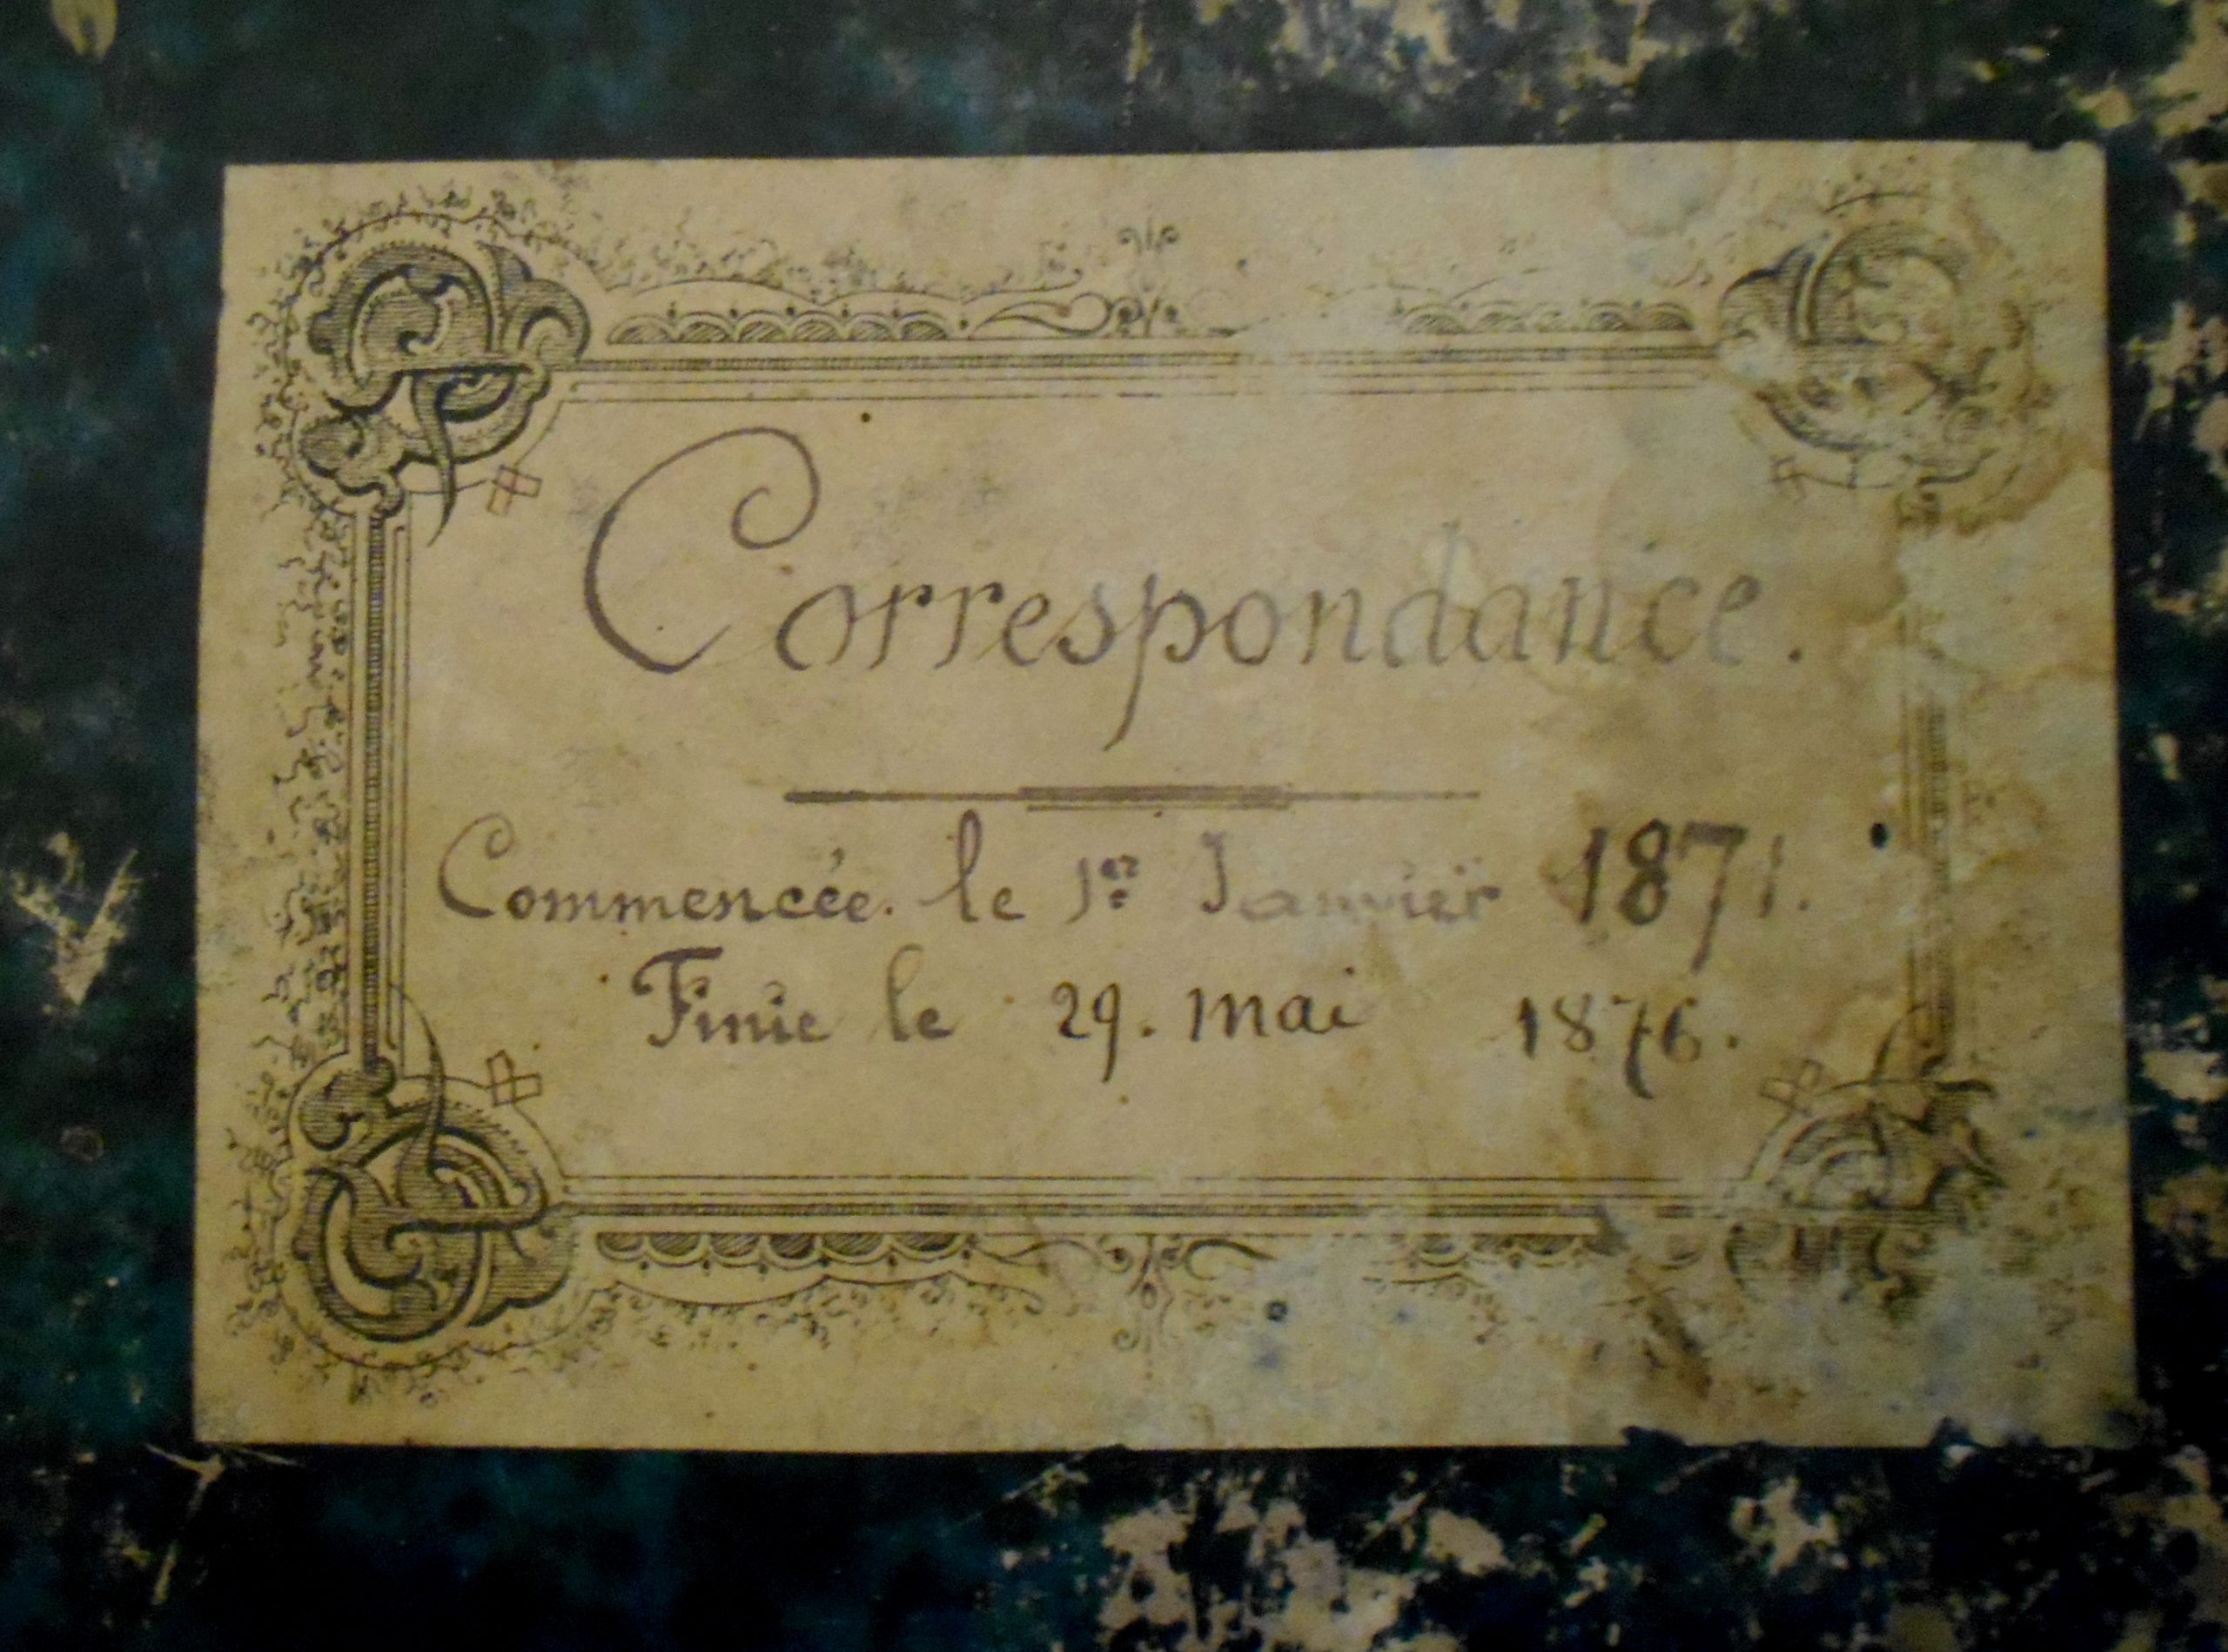 Correspondance.
Commencée. le 1er Janvier 1871.
Finie le 29. mai 1876.